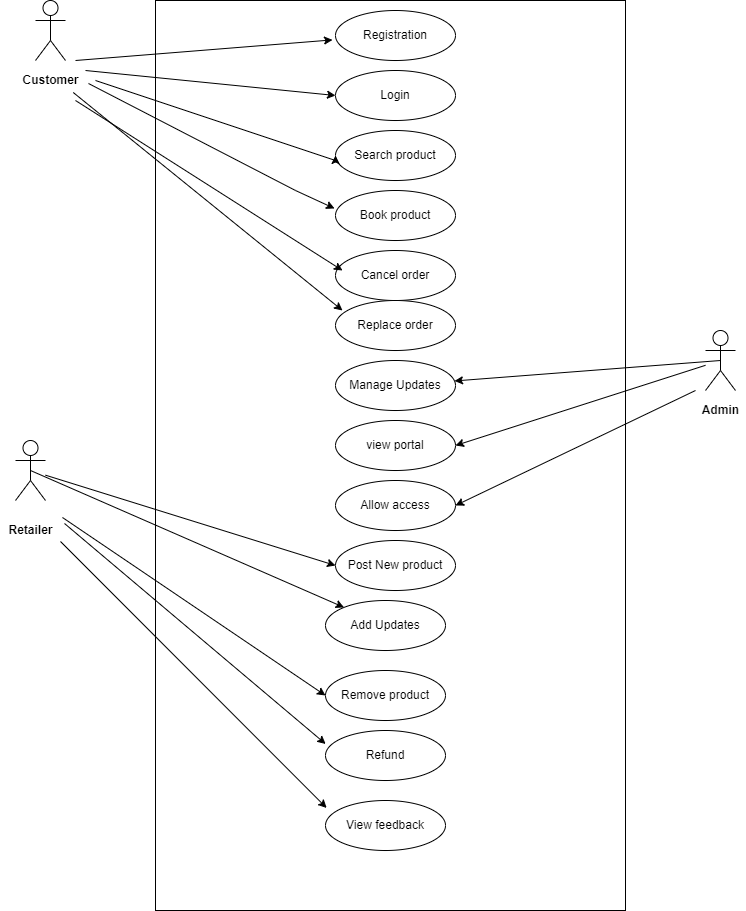 Registration
Customer
Login
Search product
Book product
Cancel order
Replace order
Manage Updates
Admin
view portal
Allow access
Retailer
Post New product
Add Updates
Remove product
Refund
View feedback